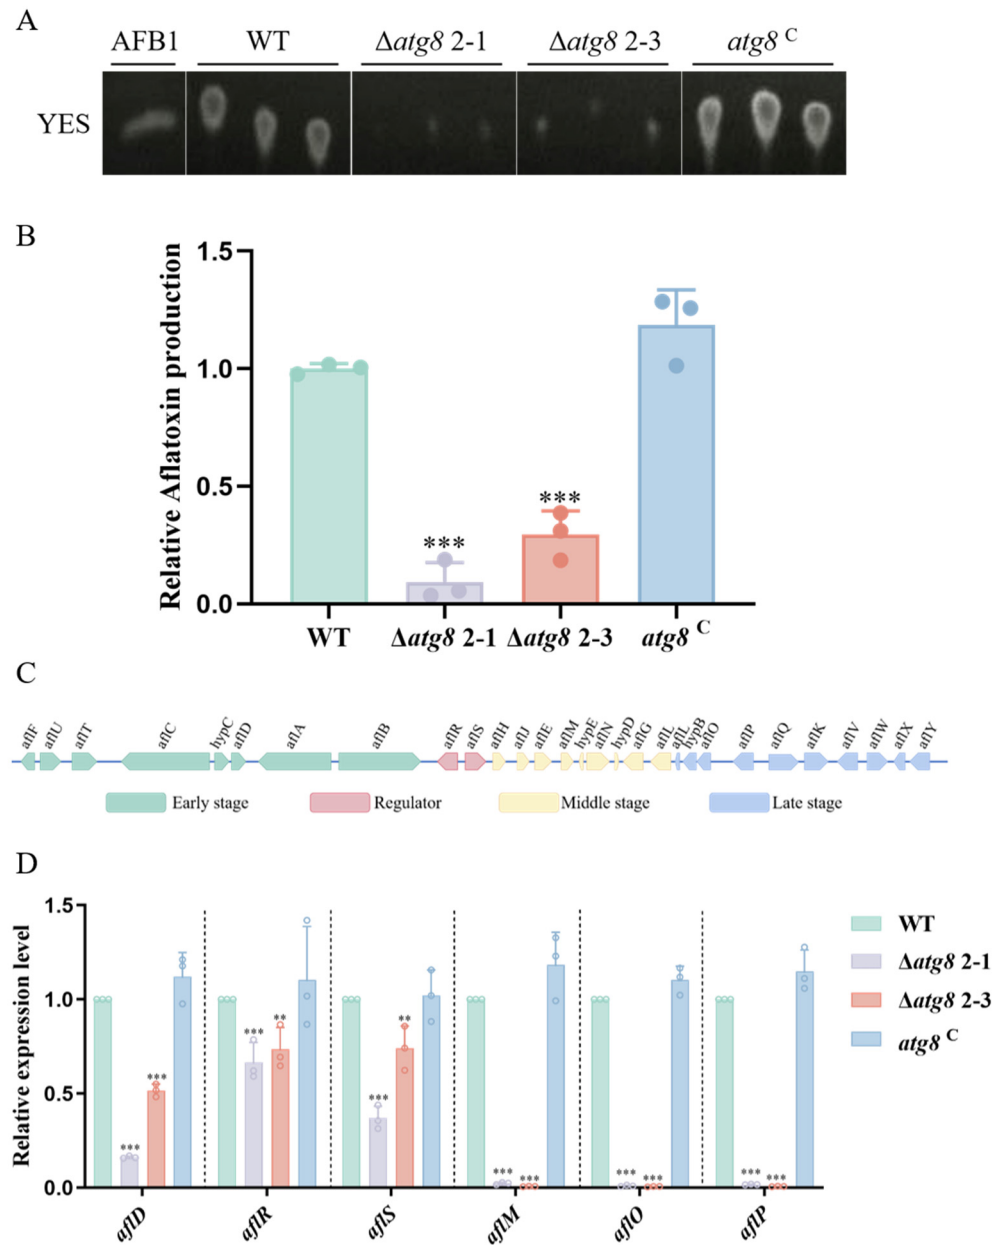 A
AFB1 WT Δatg8 2-1 Δatg8 2-3 atg8 C
YES
B
Relative Aflatoxin production
1.5
1.0
0.5
0.0
***
***
WT Δatg8 2-1 Δatg8 2-3 atg8 C
C
aflF aflU aflT aflC hypC aflD aflA aflB aflR aflS aflH aflJ aflE aflM hypE aflN hypD aflG aflL aflL hypB aflO aflP aflQ aflK aflV aflW aflX aflY
Early stage Regulator Middle stage Late stage
D
Relative expression level
1.5
1.0
0.5
0.0
*** *** *** ** *** ** *** *** *** *** *** ***
aflD aflR aflS aflM aflO aflP
WT
Δatg8 2-1
Δatg8 2-3
atg8 C